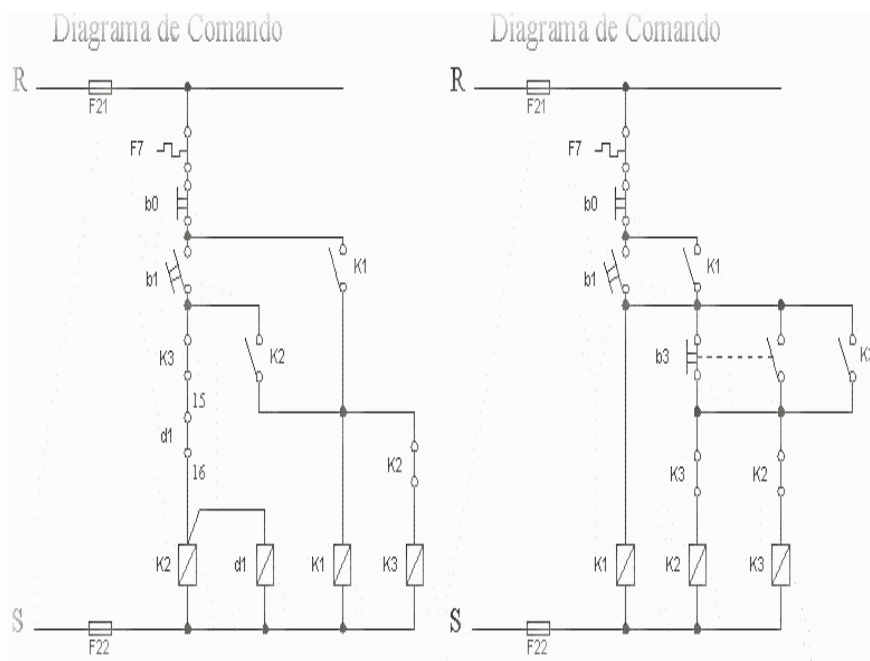 Diagrama de Comando
R
F21
F7
b0
b1
K1
K3
K2
15
d1
16
K2
K2
d1
K1
K3
S
F22
Diagrama de Comando
R
F21
F7
b0
b1
K1
b3
K3
K2
K1
K2
K3
S
F22